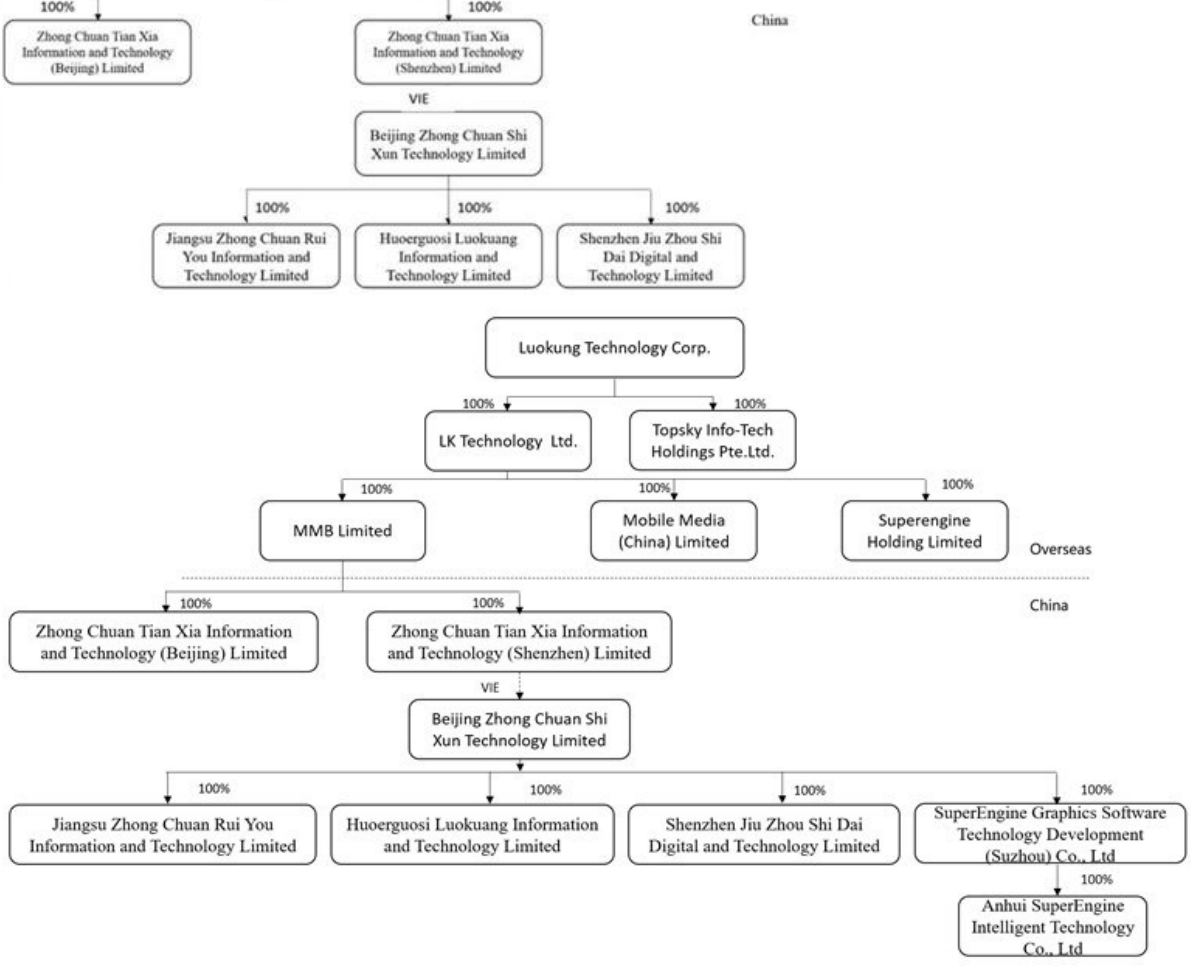 100%
100%
China
Zhong Chuan Tian Xia
Information and Technology
(Beijing) Limited
Zhong Chuan Tian Xia
Information and Technology
(Shenzhen) Limited
VIE
Beijing Zhong Chuan Shi
Xun Technology Limited
100%
100%
100%
Jiangsu Zhong Chuan Rui
You Information and
Technology Limited
Huoerguosi Luokuang
Information and
Technology Limited
Shenzhen Jiu Zhou Shi
Dai Digital and
Technology Limited
Luokung Technology Corp.
100%
100%
LK Technology Ltd.
Topsky Info-Tech
Holdings Pte.Ltd.
100%
100%
100%
MMB Limited
Mobile Media
(China) Limited
Superengine
Holding Limited
Overseas
China
100%
100%
Zhong Chuan Tian Xia Information
and Technology (Beijing) Limited
Zhong Chuan Tian Xia Information
and Technology (Shenzhen) Limited
VIE
Beijing Zhong Chuan Shi
Xun Technology Limited
100%
100%
100%
100%
Jiangsu Zhong Chuan Rui You
Information and Technology Limited
Huoerguosi Luokuang Information
and Technology Limited
Shenzhen Jiu Zhou Shi Dai
Digital and Technology Limited
SuperEngine Graphics Software
Technology Development
(Suzhou) Co., Ltd
100%
Anhui SuperEngine
Intelligent Technology
Co., Ltd